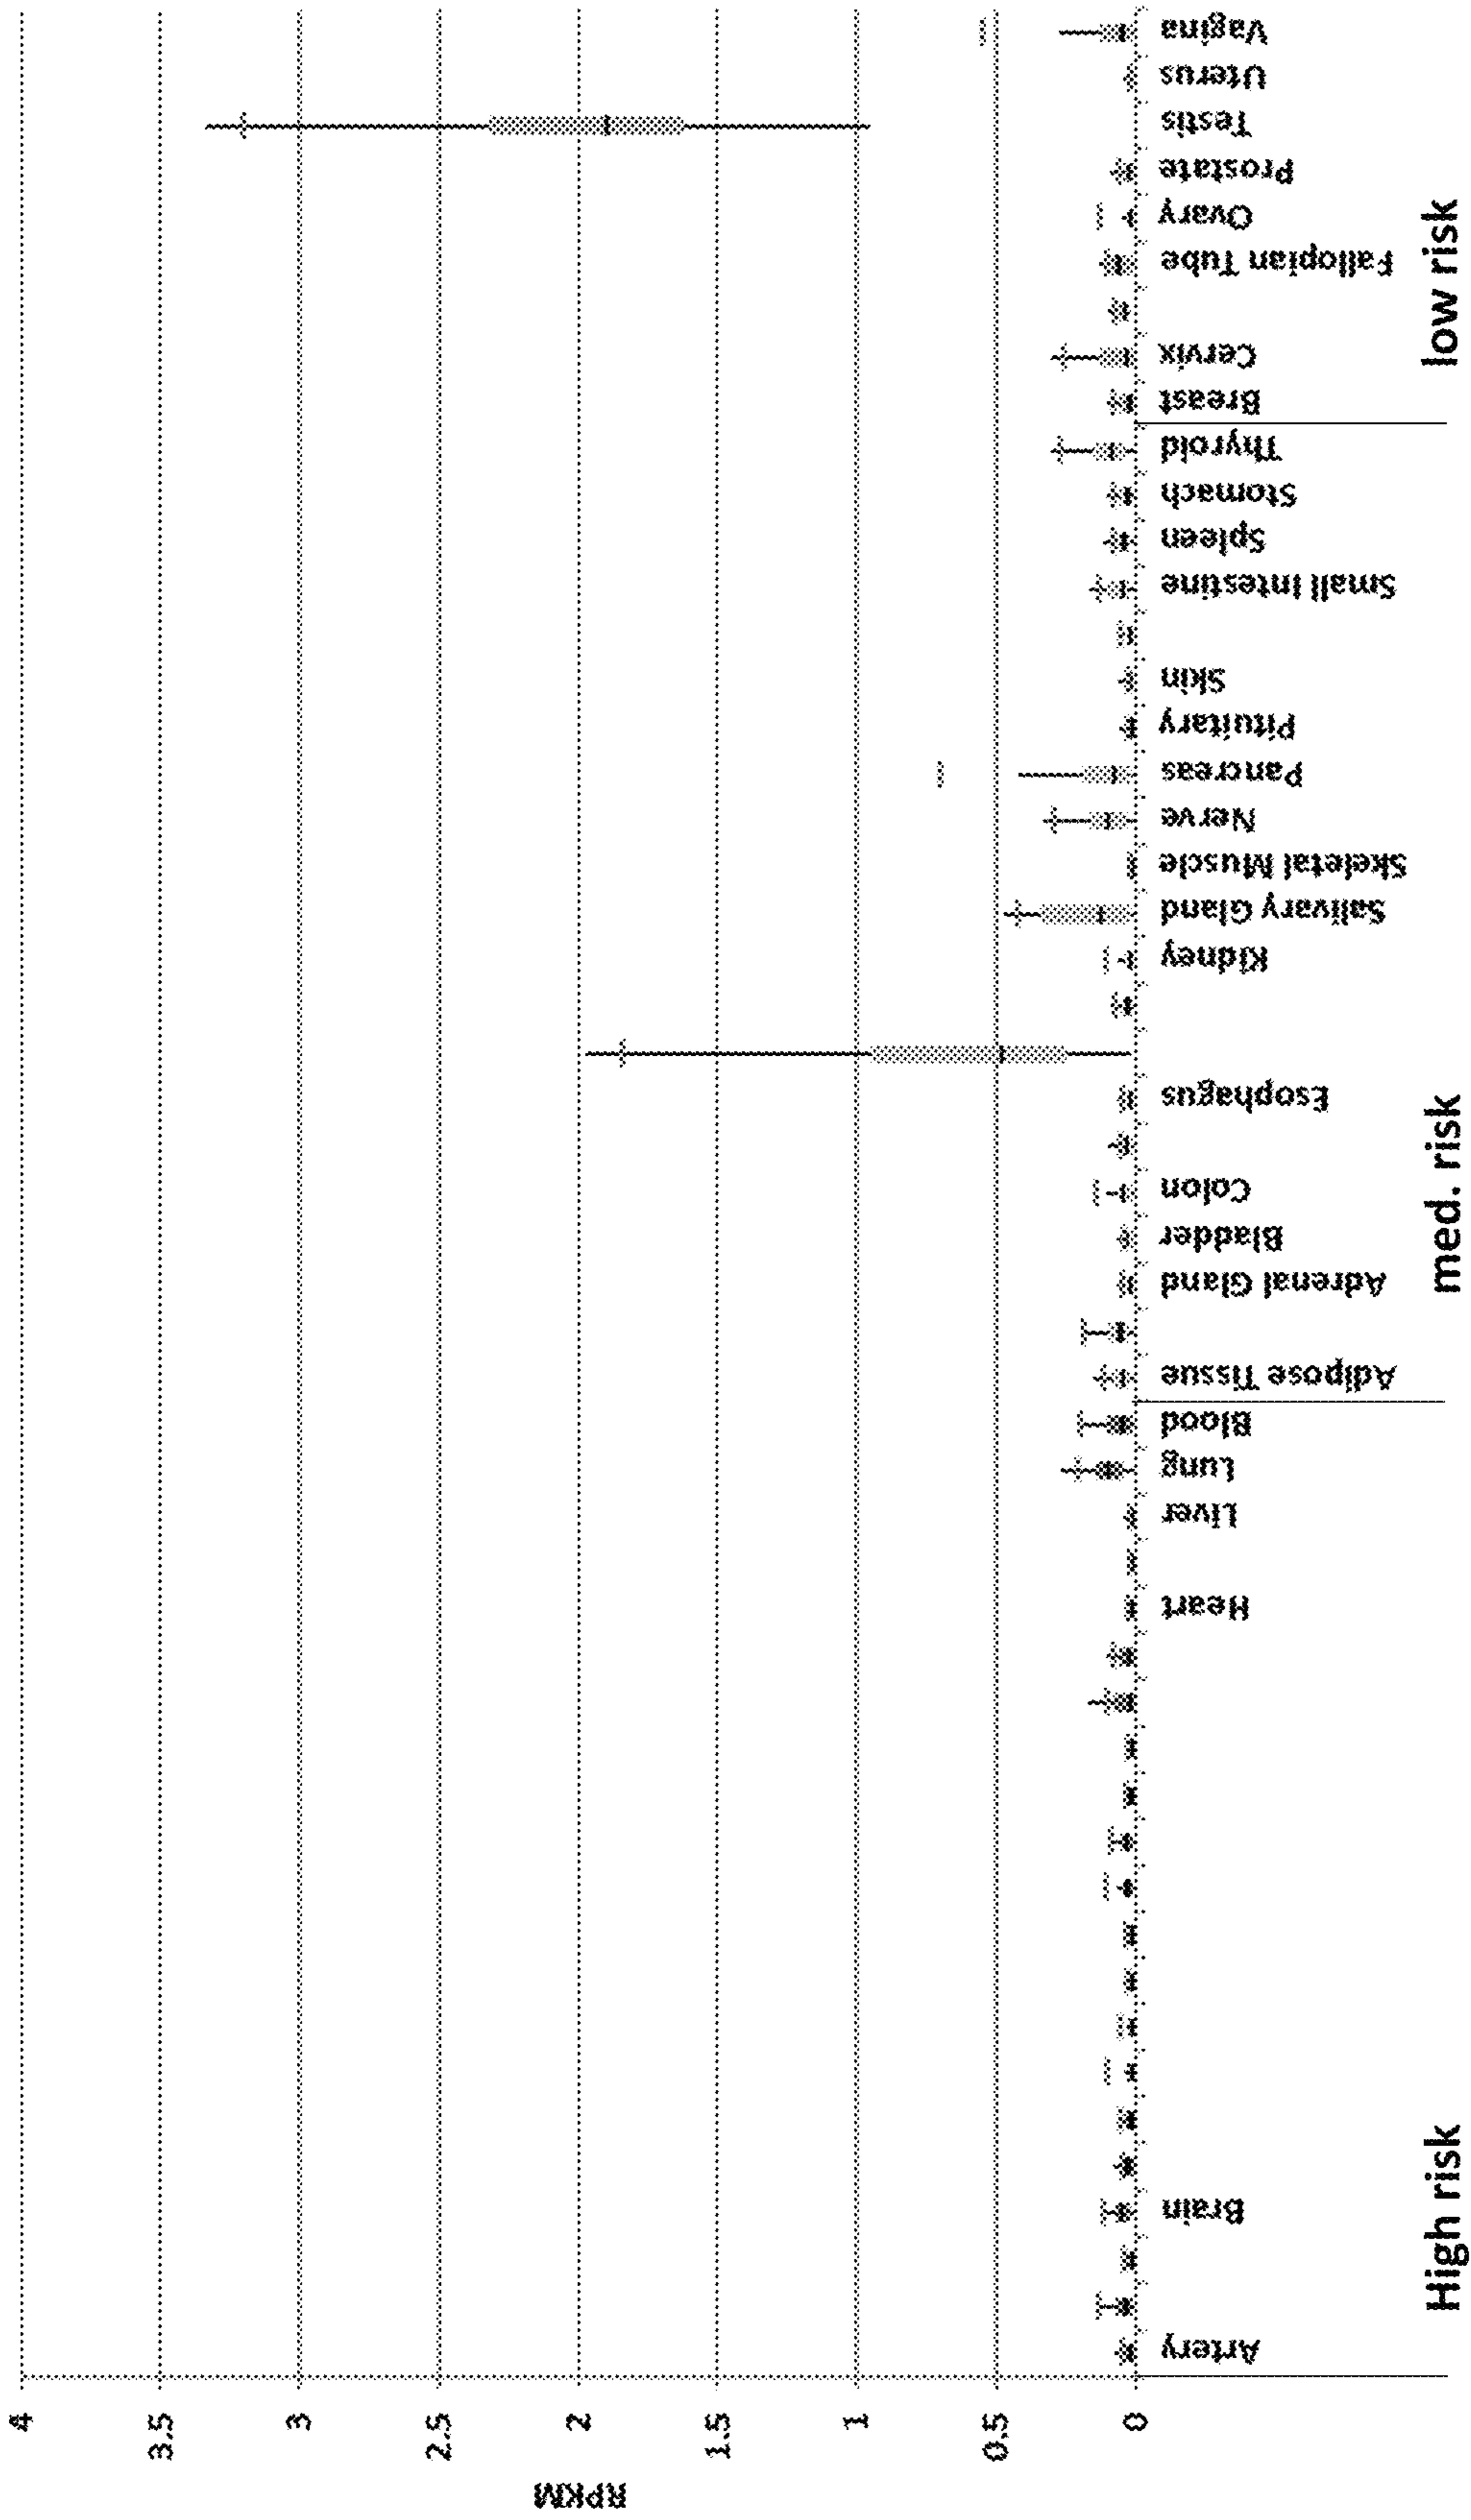 RPKM
4
3.5
3
2.5
2
1.5
1
0.5
0
Artery
Brain
Heart
Liver
Lung
Blood
Adipose Tissue
Adrenal Gland
Bladder
Colon
Esophagus
Kidney
Salivary Gland
Skeletal Muscle
Nerve
Pancreas
Pituitary
Skin
Small Intestine
Spleen
Stomach
Thyroid
Breast
Cervix
Fallopian Tube
Ovary
Prostate
Testis
Uterus
Vagina
High risk
med. risk
low risk